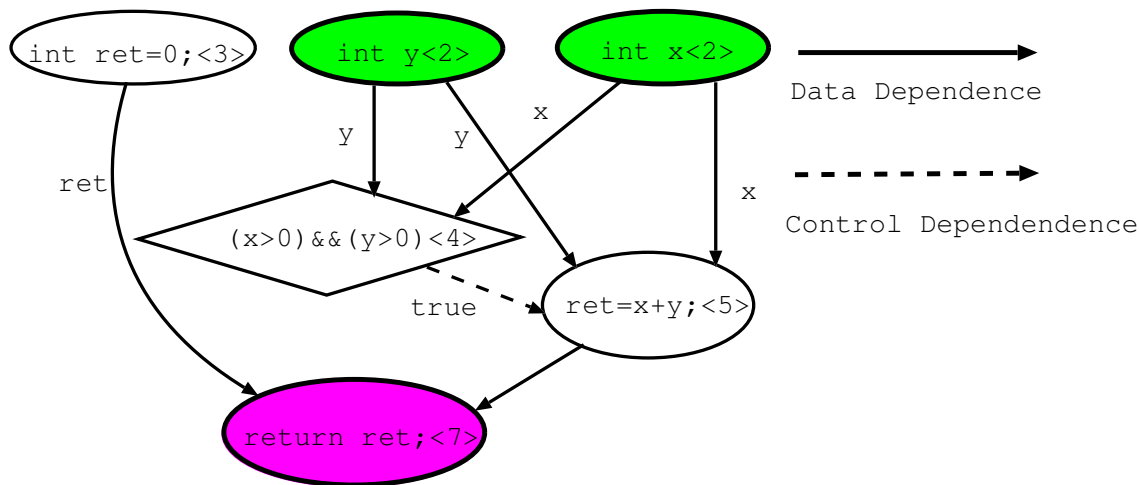 int ret=0;<3>
int y<2>
int x<2>
Data Dependence
x
y
y
ret
x
Control Dependendence
(x>0)&&(y>0)<4>
true
ret=x+y;<5>
return ret;<7>